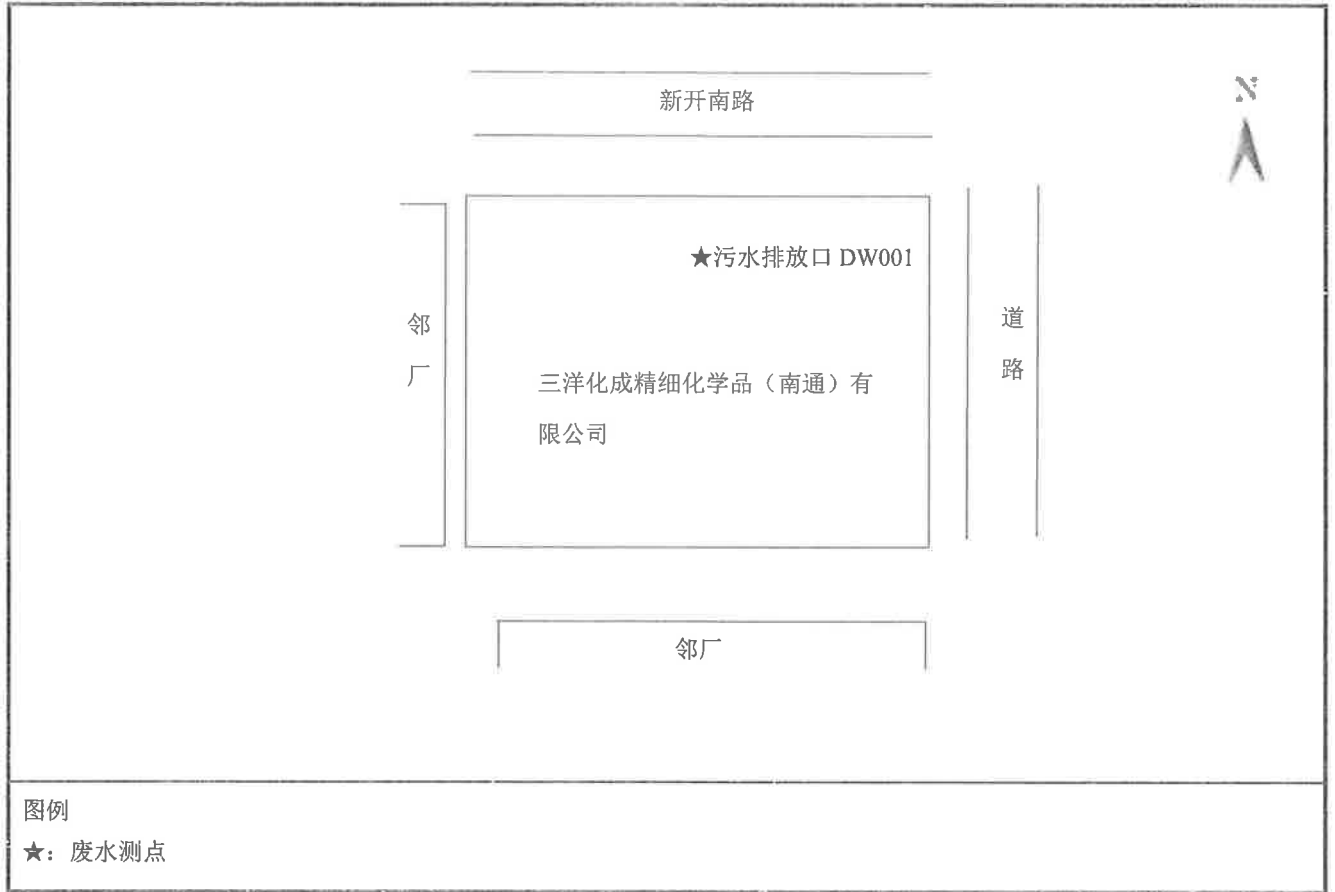 新开南路
N
★污水排放口 DW001
邻
厂
道
路
三洋化成精细化学品（南通）有
限公司
邻厂
图例
★：废水测点